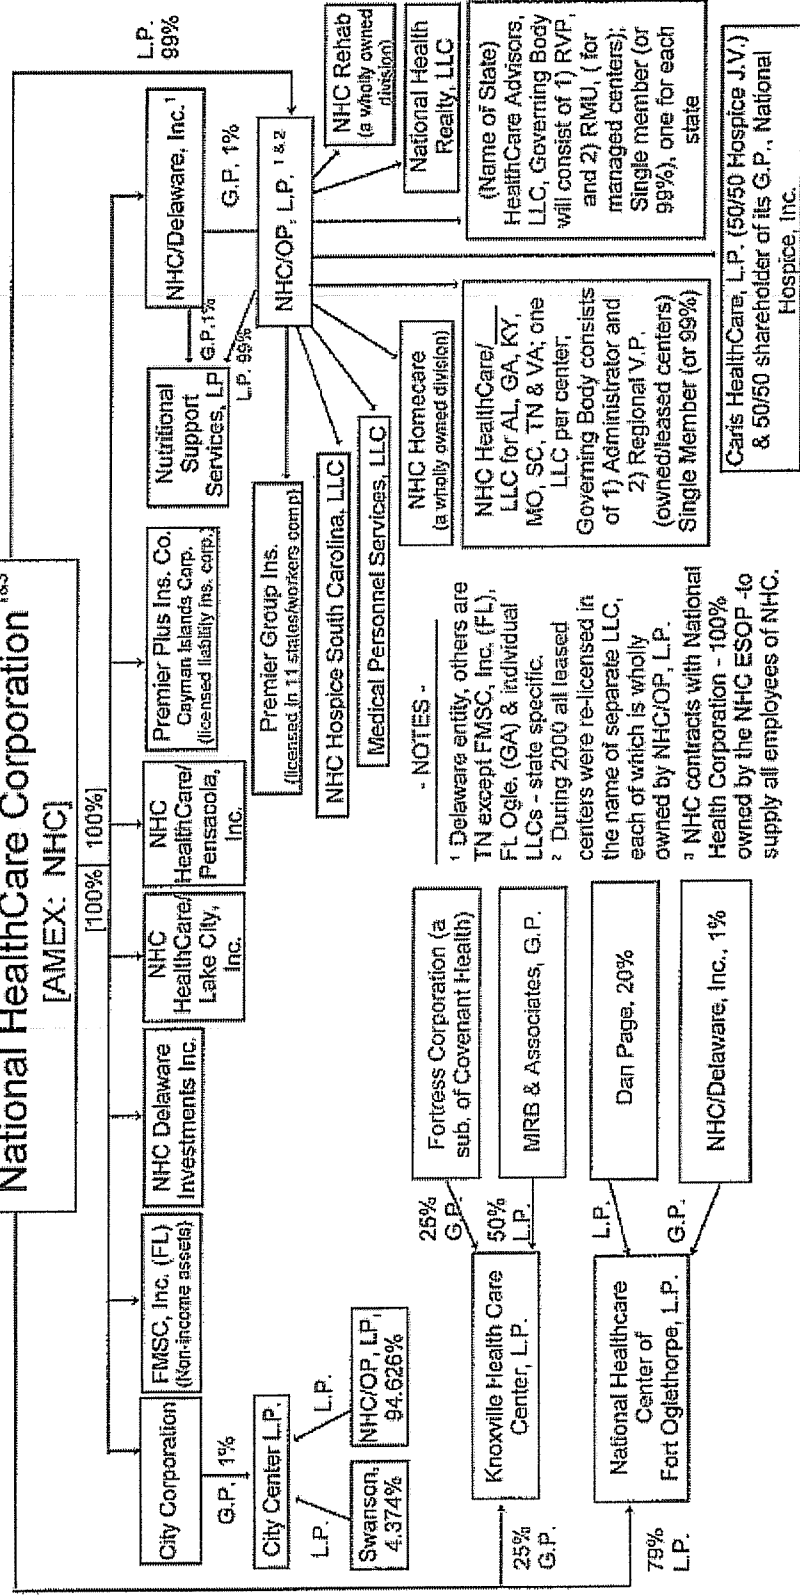 National HealthCare Corporation 1&3
[AMEX: NHC]
[100% 100%]
City Corporation
FMSC, Inc. (FL)
(Non-income assets)
NHC Delaware
Investments Inc.
NHC
HealthCare/
Lake City,
Inc.
NHC
HealthCare/
Pensacola,
Inc.
Premier Plus Ins. Co.
Cayman Islands Corp.
(licensed liability ins. corp.)
Nutritional
Support
Services, LP
NHC/Delaware, Inc.¹
L.P.
99%
G.P. 1%
G.P.1%
L.P. 99%
G.P. 1%
City Center L.P.
L.P.
L.P.
Swanson,
4.374%
NHC/OP, LP,
94.626%
NHC/OP, L.P. 1 & 2
Premier Group Ins.
(licensed in 11 states/workers comp)
NHC Hospice South Carolina, LLC
Medical Personnel Services, LLC
NHC Homecare
(a wholly owned division)
NHC Rehab
(a wholly owned
division)
National Health
Realty, LLC
NHC HealthCare/____
LLC for AL, GA, KY,
MO, SC, TN & VA; one
LLC per center;
Governing Body consists
of 1) Administrator and
2) Regional V.P.
(owned/leased centers)
Single Member (or 99%)
(Name of State)
HealthCare Advisors,
LLC, Governing Body
will consist of 1) RVP,
and 2) RMU, ( for
managed centers);
Single member (or
99%), one for each
state
Caris HealthCare, L.P. (50/50 Hospice J.V.)
& 50/50 shareholder of its G.P., National
Hospice, Inc.
25%
G.P.
Knoxville Health Care
Center, L.P.
25%
G.P.
50%
L.P.
Fortress Corporation (a
sub. of Covenant Health)
MRB & Associates, G.P.
79%
L.P.
National Healthcare
Center of
Fort Oglethorpe, L.P.
L.P.
G.P.
Dan Page, 20%
NHC/Delaware, Inc., 1%
- NOTES -
¹ Delaware entity, others are
TN except FMSC, Inc. (FL),
FL Ogle. (GA) & individual
LLCs - state specific.
² During 2000 all leased
centers were re-licensed in
the name of separate LLC,
each of which is wholly
owned by NHC/OP, L.P.
³ NHC contracts with National
Health Corporation - 100%
owned by the NHC ESOP -to
supply all employees of NHC.